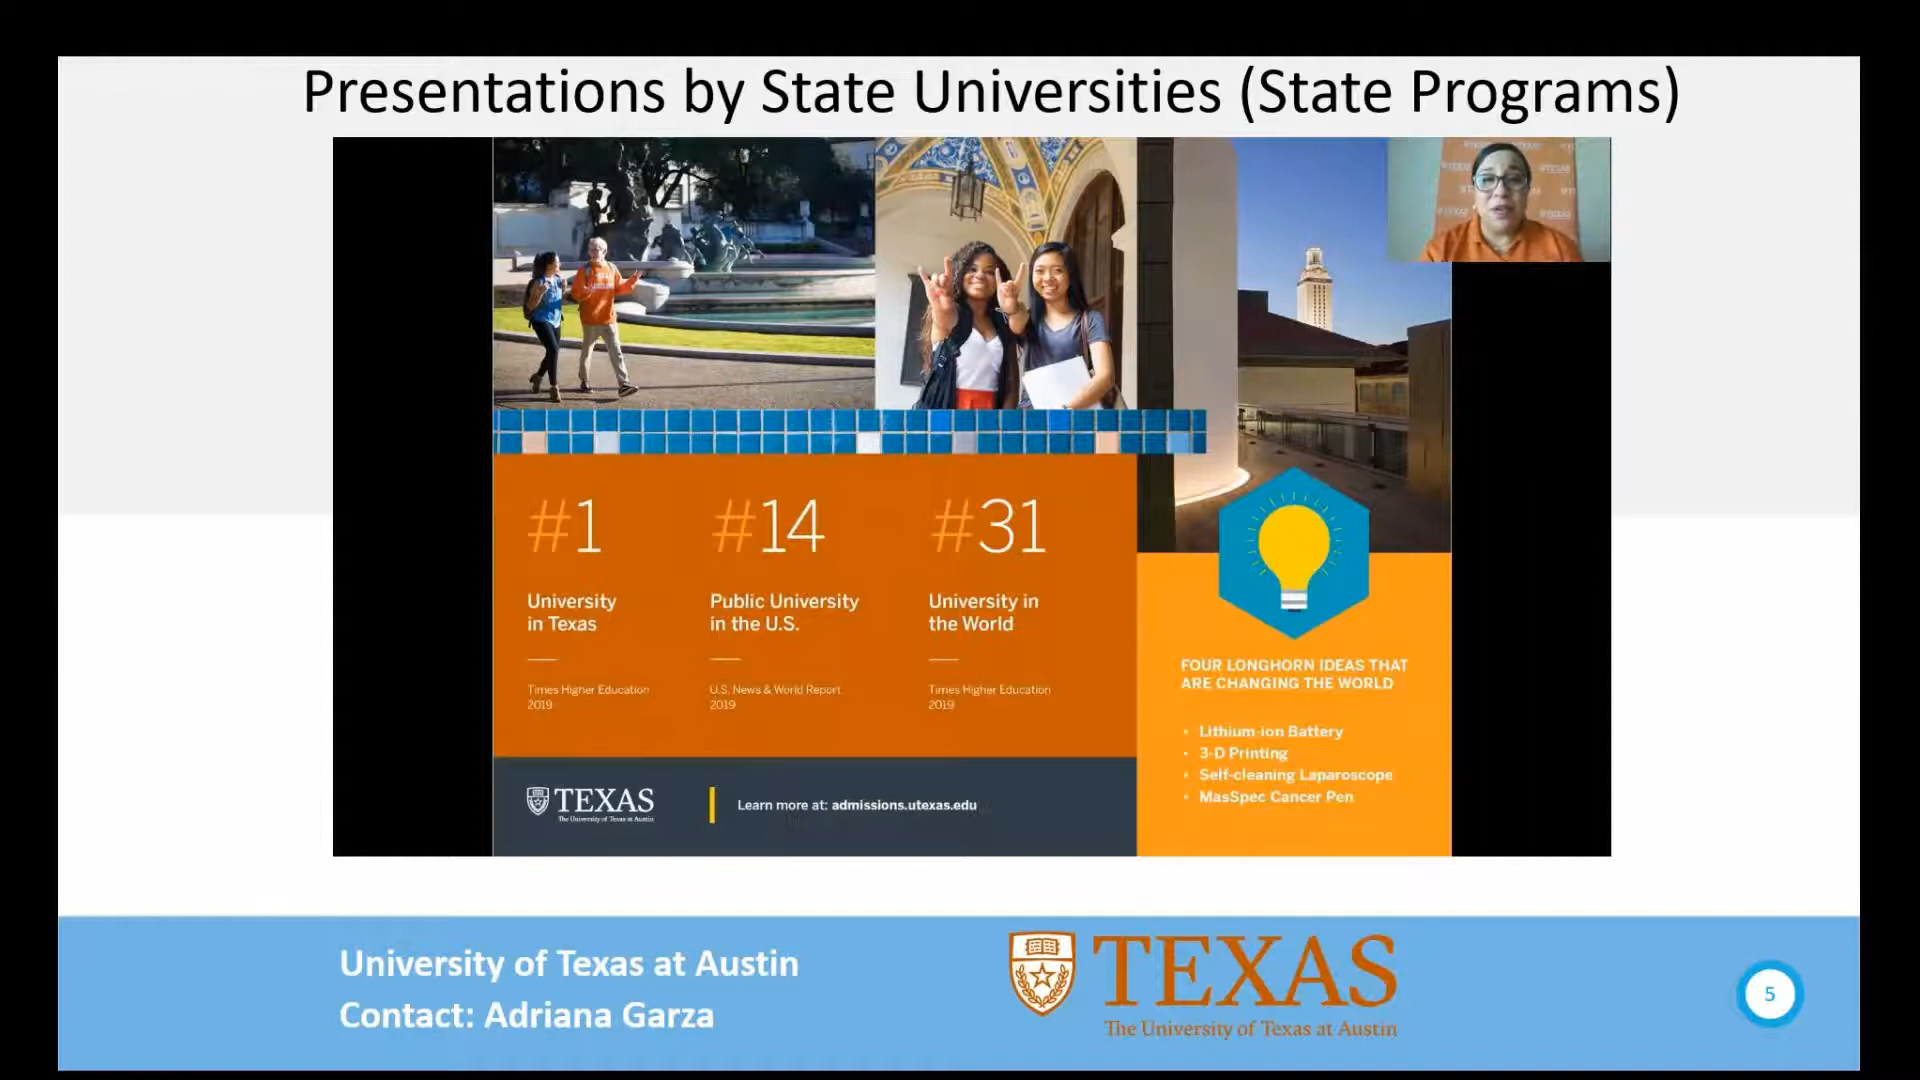 Presentations by State Universities (State Programs)
#1
University
in Texas
Times Higher Education
2019
#14
Public University
in the U.S.
U.S. News & World Report
2019
#31
University in
the World
Times Higher Education
2019
FOUR LONGHORN IDEAS THAT
ARE CHANGING THE WORLD
• Lithium-ion Battery
• 3-D Printing
• Self-cleaning Laparoscope
• MasSpec Cancer Pen
TEXAS
The University of Texas at Austin
Learn more at: admissions.utexas.edu
University of Texas at Austin
Contact: Adriana Garza
TEXAS
The University of Texas at Austin
5